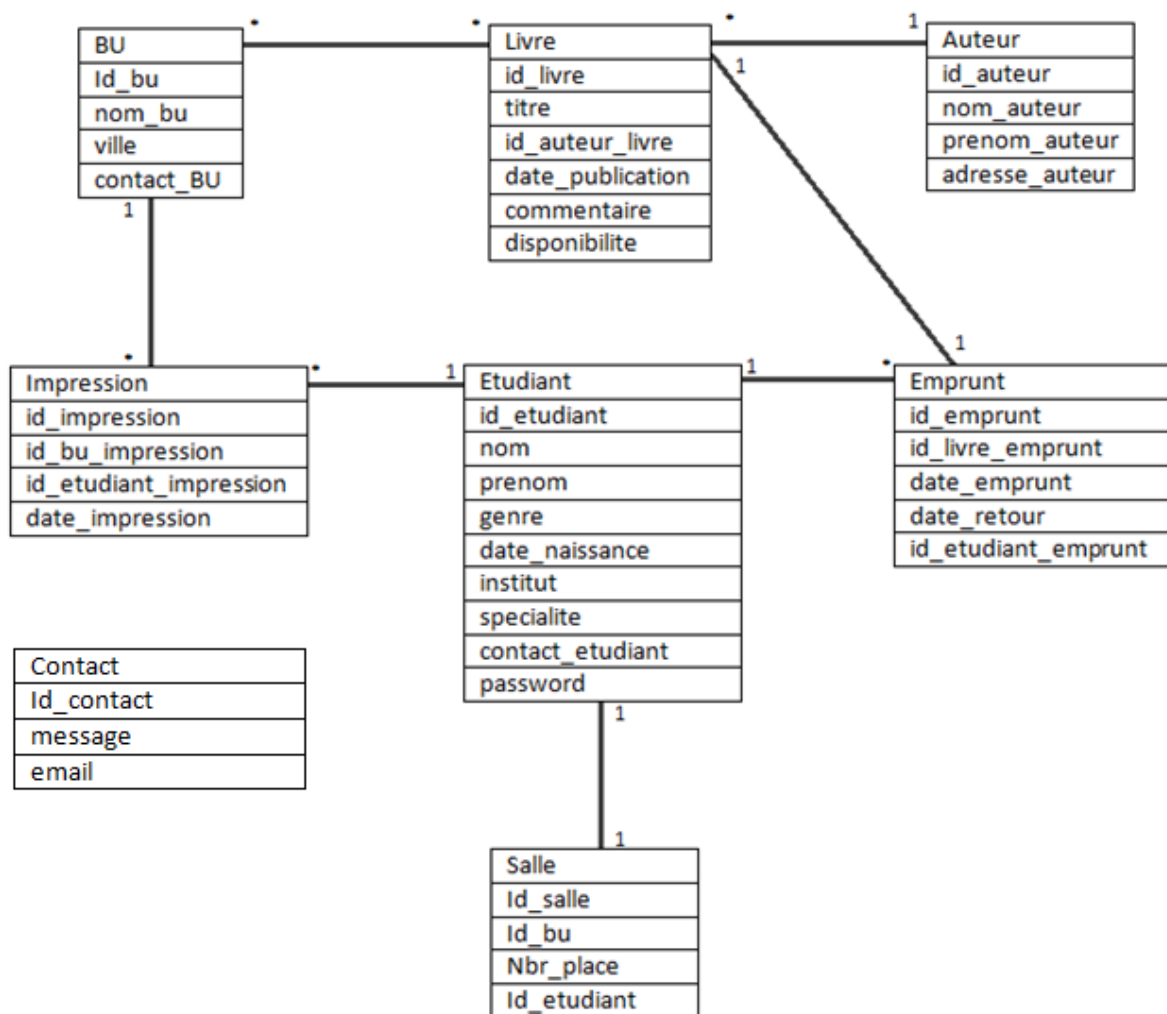 * * * 1
BU
Id_bu
nom_bu
ville
contact_BU
1
Livre
id_livre
titre
id_auteur_livre
date_publication
commentaire
disponibilite
1
Auteur
id_auteur
nom_auteur
prenom_auteur
adresse_auteur
* * 1 1 * 1
Impression
id_impression
id_bu_impression
id_etudiant_impression
date_impression
Etudiant
id_etudiant
nom
prenom
genre
date_naissance
institut
specialite
contact_etudiant
password
1
Emprunt
id_emprunt
id_livre_emprunt
date_emprunt
date_retour
id_etudiant_emprunt
Contact
Id_contact
message
email
1
Salle
Id_salle
Id_bu
Nbr_place
Id_etudiant